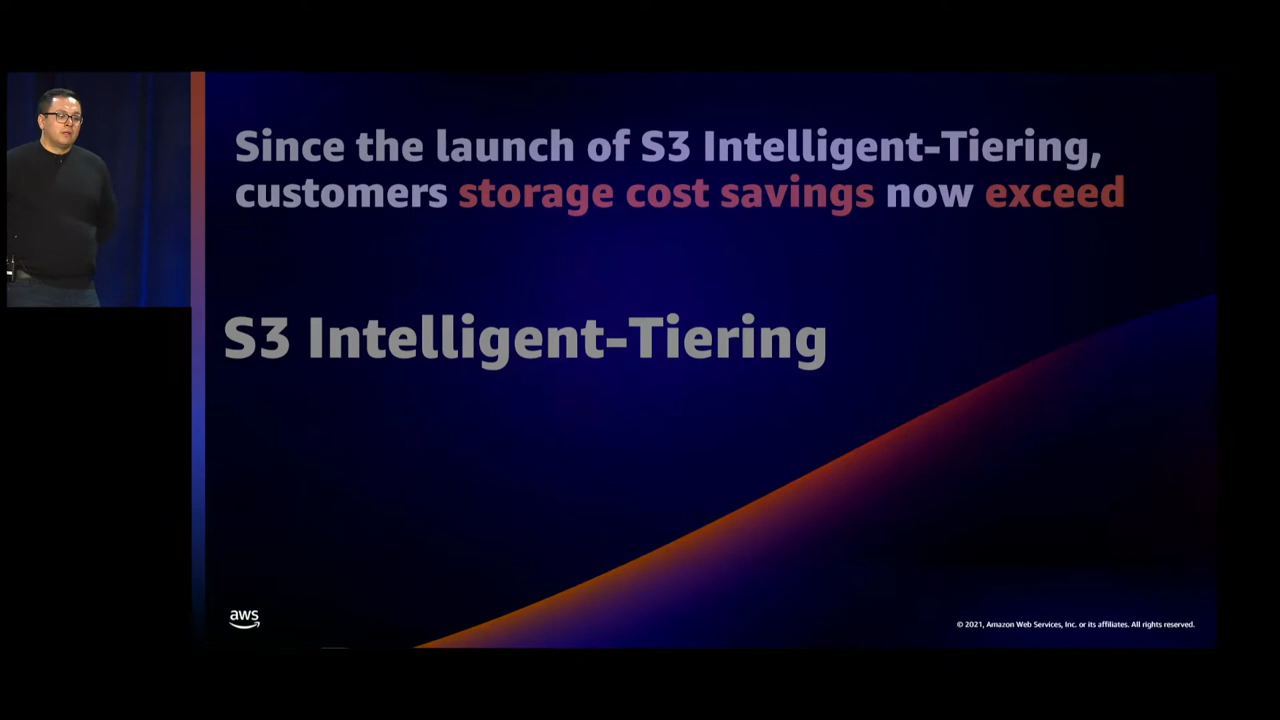 Since the launch of S3 Intelligent-Tiering,
customers storage cost savings now exceed
S3 Intelligent-Tiering
aws
© 2021, Amazon Web Services, Inc. or its affiliates. All rights reserved.